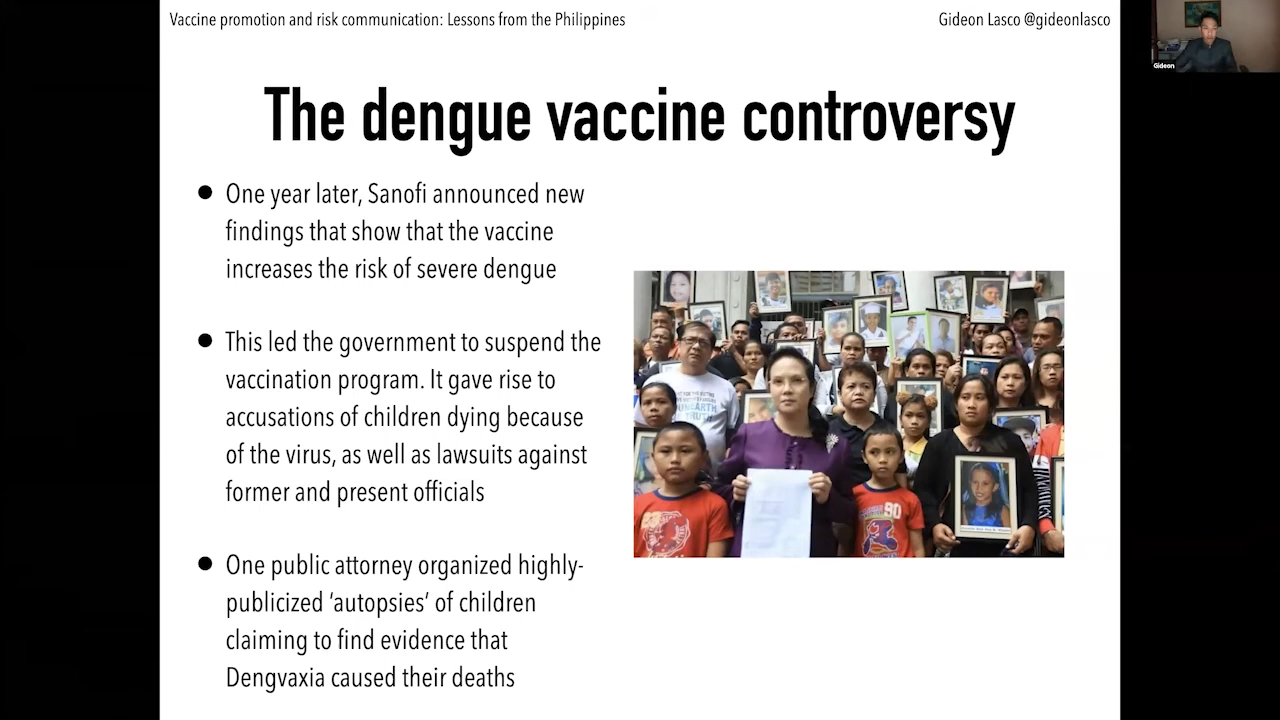 Vaccine promotion and risk communication: Lessons from the Philippines
Gideon Lasco @gideonlasco
Gideon
The dengue vaccine controversy
● One year later, Sanofi announced new
findings that show that the vaccine
increases the risk of severe dengue
● This led the government to suspend the
vaccination program. It gave rise to
accusations of children dying because
of the virus, as well as lawsuits against
former and present officials
● One public attorney organized highly-
publicized ‘autopsies‘ of children
claiming to find evidence that
Dengvaxia caused their deaths
UNEARTH
TRUTH
90